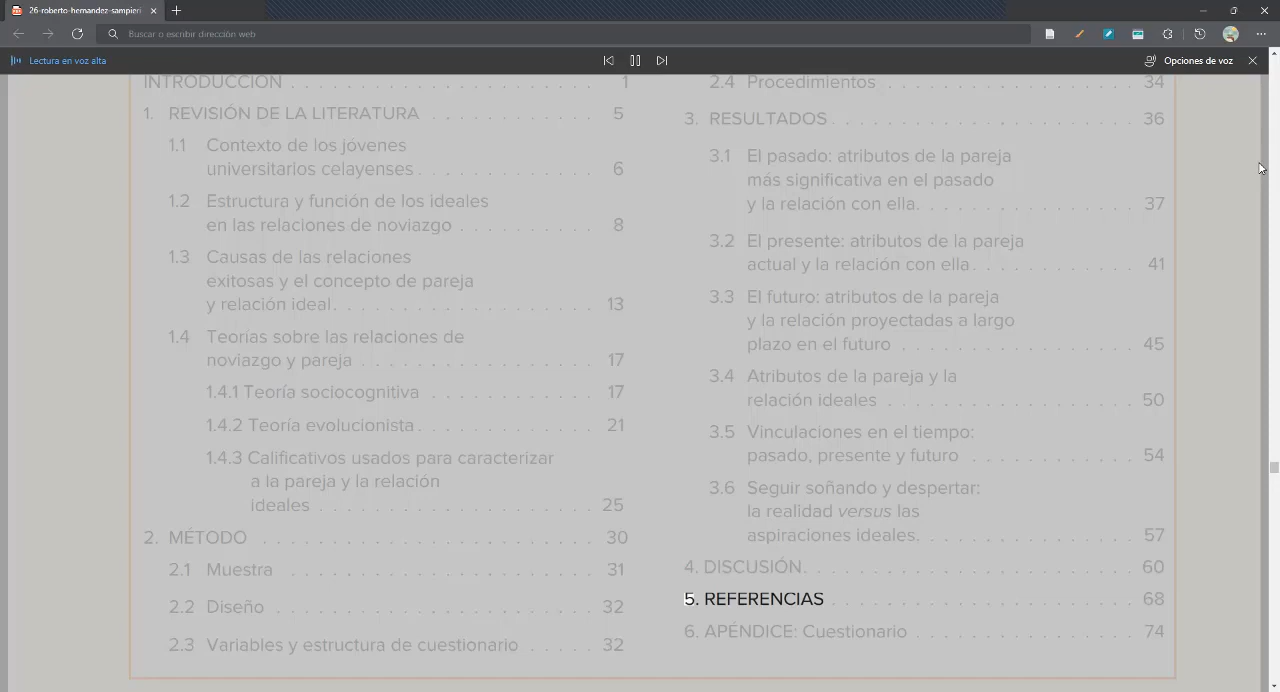 26-roberto-hernandez-sampieri
Buscar o escribir dirección web
Lectura en voz alta
Opciones de voz
INTRODUCCIÓN . . . . . . . . . . . . . . . . . . . . . . . . 1
1. REVISIÓN DE LA LITERATURA . . . . . . . . . . . . 5
1.1 Contexto de los jóvenes
universitarios celayenses . . . . . . . . . . . . . 6
1.2 Estructura y función de los ideales
en las relaciones de noviazgo . . . . . . . . . . 8
1.3 Causas de las relaciones
exitosas y el concepto de pareja
y relación ideal . . . . . . . . . . . . . . . . . . . . 13
1.4 Teorías sobre las relaciones de
noviazgo y pareja . . . . . . . . . . . . . . . . . . 17
1.4.1 Teoría sociocognitiva . . . . . . . . . . . . 17
1.4.2 Teoría evolucionista . . . . . . . . . . . . . 21
1.4.3 Calificativos usados para caracterizar
a la pareja y la relación
ideales . . . . . . . . . . . . . . . . . . . . . 25
2. MÉTODO . . . . . . . . . . . . . . . . . . . . . . . . . 30
2.1 Muestra . . . . . . . . . . . . . . . . . . . . . . . 31
2.2 Diseño . . . . . . . . . . . . . . . . . . . . . . . . 32
2.3 Variables y estructura de cuestionario . . . . . 32
2.4 Procedimientos . . . . . . . . . . . . . . . . . . . 34
3. RESULTADOS . . . . . . . . . . . . . . . . . . . . . . . 36
3.1 El pasado: atributos de la pareja
más significativa en el pasado
y la relación con ella. . . . . . . . . . . . . . . . . 37
3.2 El presente: atributos de la pareja
actual y la relación con ella . . . . . . . . . . . . 41
3.3 El futuro: atributos de la pareja
y la relación proyectadas a largo
plazo en el futuro . . . . . . . . . . . . . . . . . . 45
3.4 Atributos de la pareja y la
relación ideales . . . . . . . . . . . . . . . . . . . 50
3.5 Vinculaciones en el tiempo:
pasado, presente y futuro . . . . . . . . . . . . 54
3.6 Seguir soñando y despertar:
la realidad versus las
aspiraciones ideales. . . . . . . . . . . . . . . . . 57
4. DISCUSIÓN. . . . . . . . . . . . . . . . . . . . . . . . . 60
5. REFERENCIAS . . . . . . . . . . . . . . . . . . . . . . . 68
6. APÉNDICE: Cuestionario . . . . . . . . . . . . . . . . 74